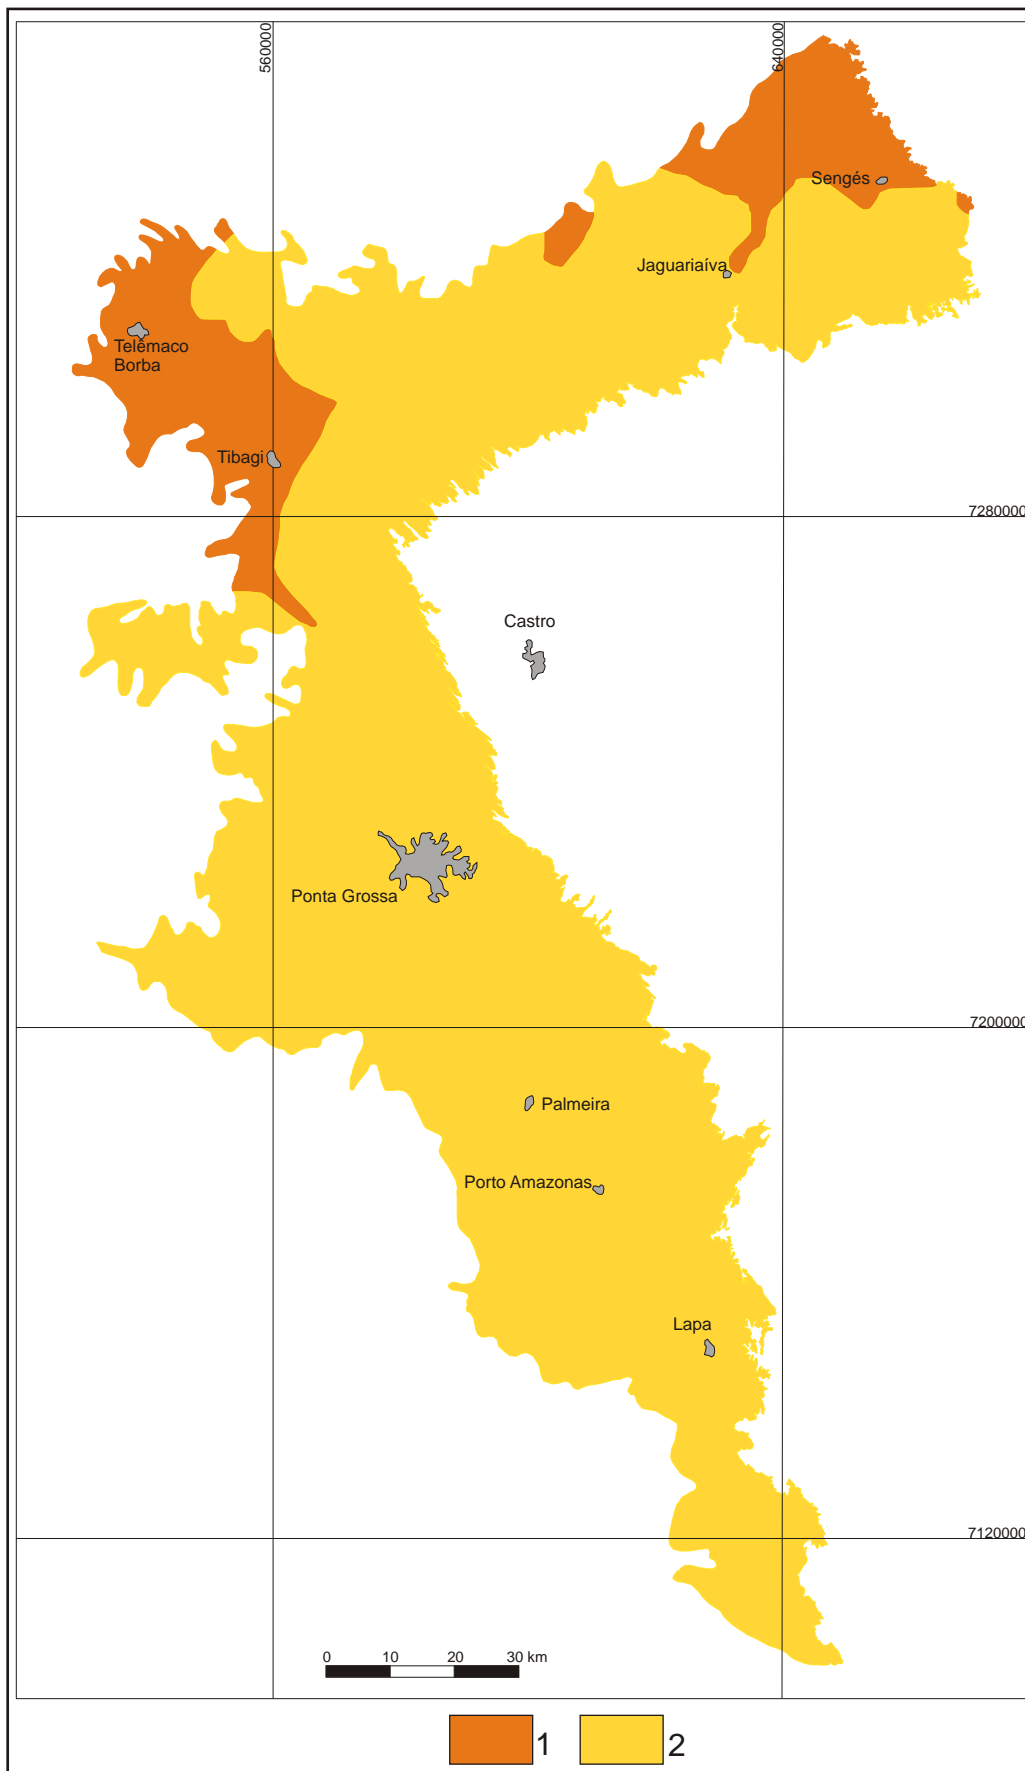 560000
640000
Sengés
Jaguariaíva
Telêmaco
Borba
Tibagi
7280000
Castro
Ponta Grossa
7200000
Palmeira
Porto Amazonas
Lapa
7120000
0 10 20 30 km
1 2